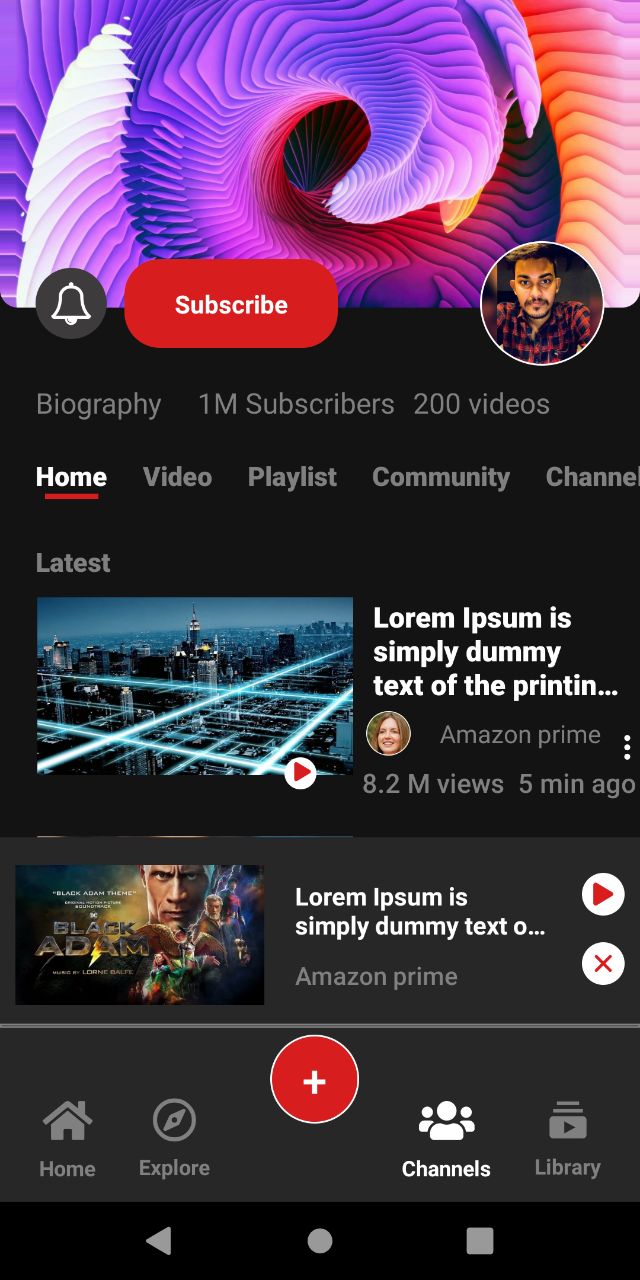 Subscribe
Biography 1M Subscribers 200 videos
Home Video Playlist Community Channel
Latest
Lorem Ipsum is
simply dummy
text of the printin...
Amazon prime
8.2 M views 5 min ago
"BLACK ADAM THEME"
ORIGINAL MOTION PICTURE
SOUNDTRACK
DC
BLACK
ADAM
MUSIC BY LORNE BALFE
Lorem Ipsum is
simply dummy text o...
Amazon prime
+
Home Explore Channels Library